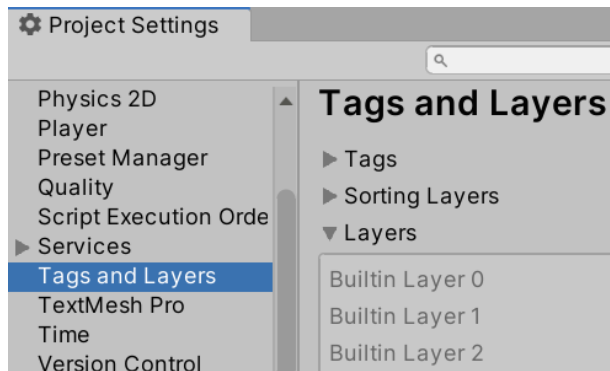 Project Settings
Physics 2D
Player
Preset Manager
Quality
Script Execution Orde
Services
Tags and Layers
TextMesh Pro
Time
Version Control
Tags and Layers
Tags
Sorting Layers
Layers
Builtin Layer 0
Builtin Layer 1
Builtin Layer 2